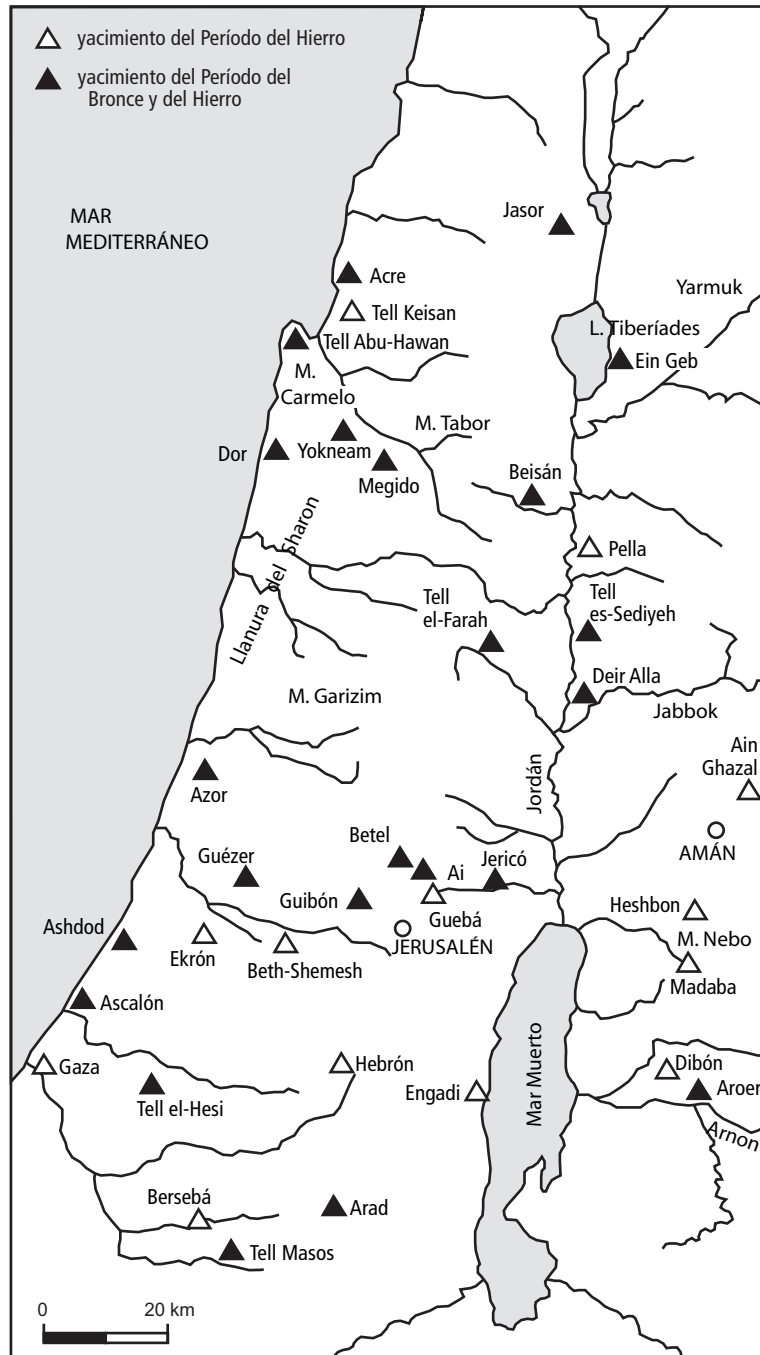 yacimiento del Período del Hierro
yacimiento del Período del
Bronce y del Hierro
MAR
MEDITERRÁNEO
Jasor
Acre
Yarmuk
Tell Keisan
L. Tiberíades
Tell Abu-Hawan
Ein Geb
M.
Carmelo
M. Tabor
Dor
Yokneam
Megido
Beisán
Llanura del Sharon
Pella
Tell
el-Farah
Tell
es-Sediyeh
Deir Alla
M. Garizim
Jabbok
Jordán
Ain
Ghazal
Azor
AMÁN
Betel
Guézer
Ai
Jericó
Guibón
Guebá
Heshbon
Ashdod
JERUSALÉN
M. Nebo
Ekrón
Beth-Shemesh
Madaba
Ascalón
Gaza
Hebrón
Dibón
Tell el-Hesi
Engadi
Mar Muerto
Aroer
Arnon
Bersebá
Arad
Tell Masos
0 20 km